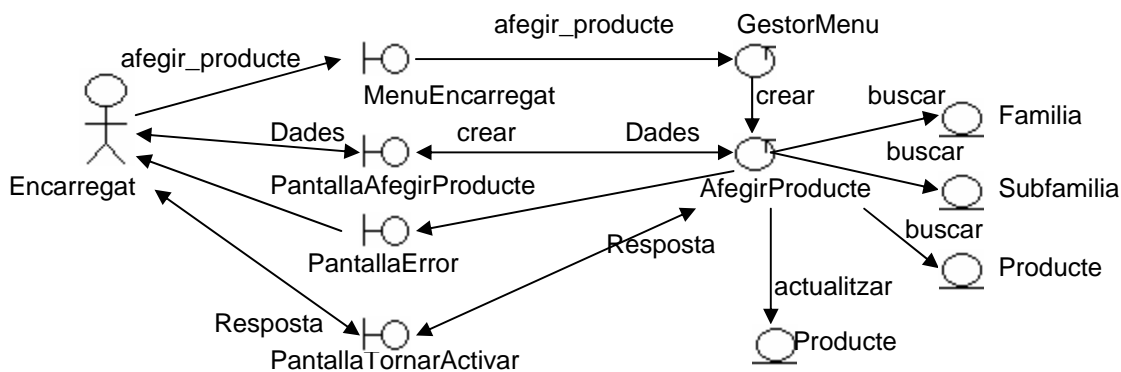 afegir_producte
GestorMenu
afegir_producte
MenuEncarregat
crear
buscar
Familia
Dades
crear
Dades
buscar
Encarregat
PantallaAfegirProducte
AfegirProducte
Subfamilia
buscar
Resposta
PantallaError
Producte
actualitzar
Resposta
Producte
PantallaTornarActivar